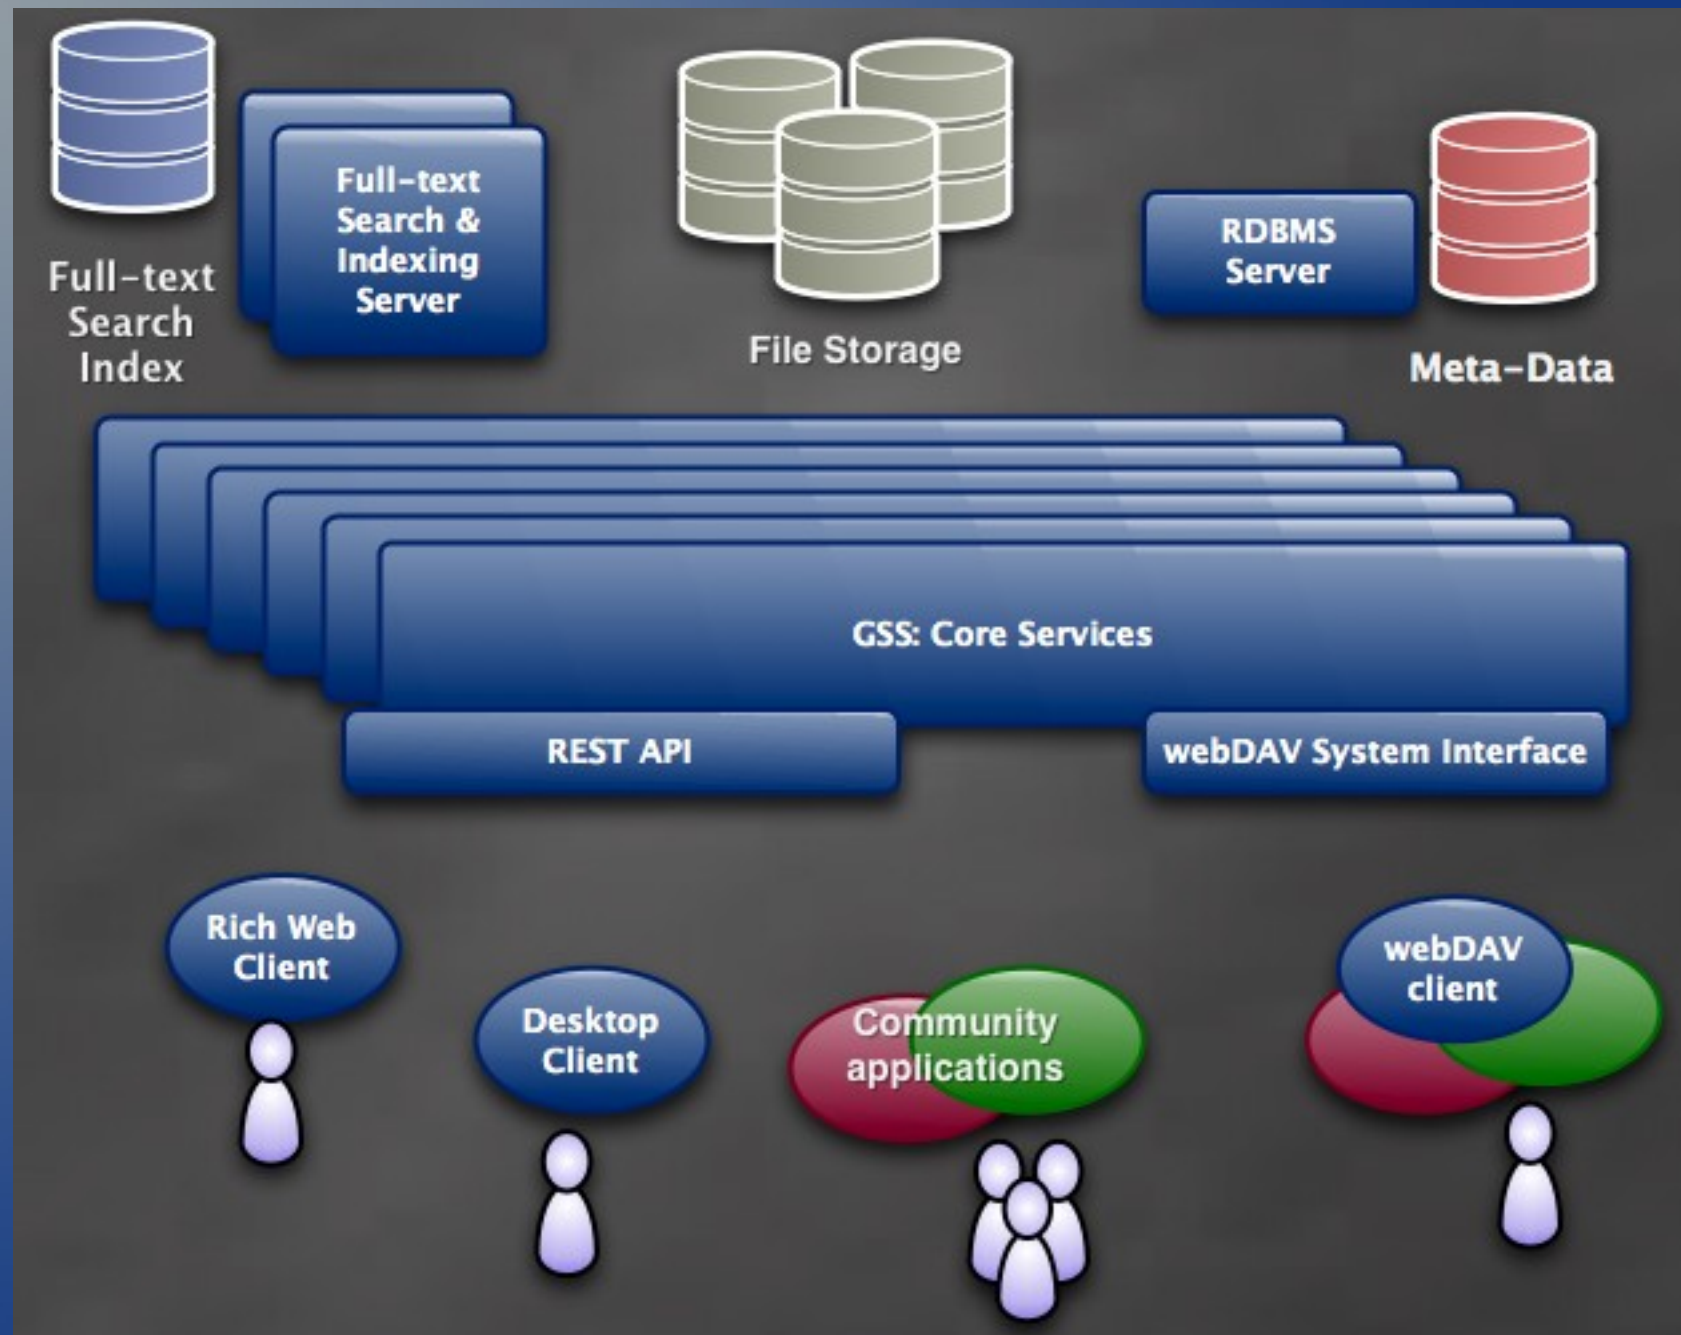 Full-text
Search
Index
Full-text
Search &
Indexing
Server
File Storage
RDBMS
Server
Meta-Data
GSS: Core Services
REST API
webDAV System Interface
Rich Web
Client
Desktop
Client
Community
applications
webDAV
client